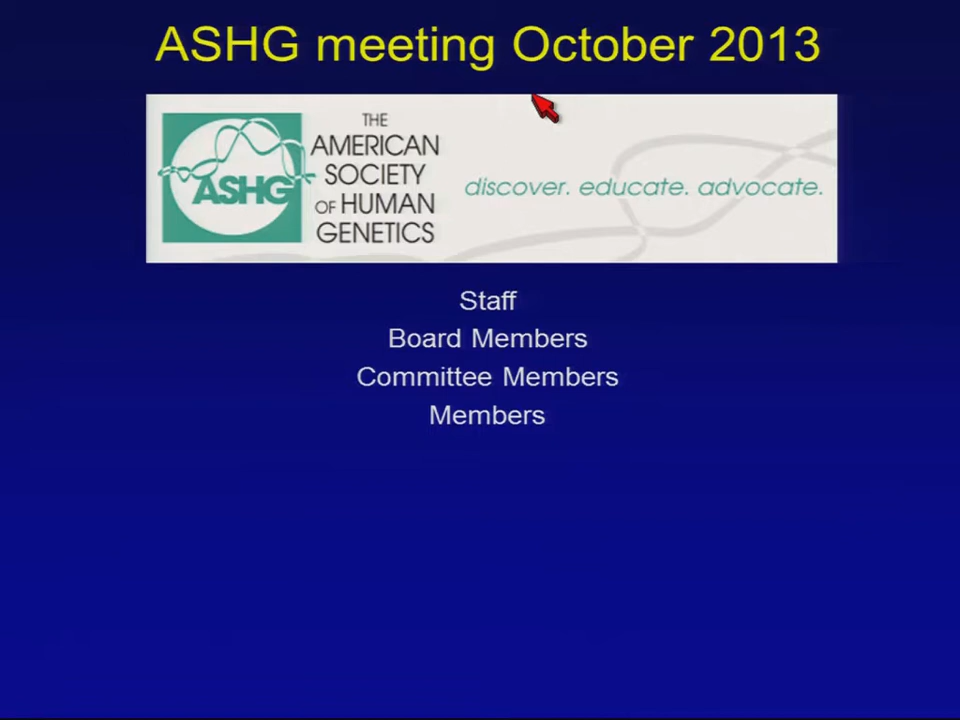 ASHG meeting October 2013
ASHG
THE
AMERICAN
SOCIETY
OF HUMAN
GENETICS
discover. educate. advocate.
Staff
Board Members
Committee Members
Members